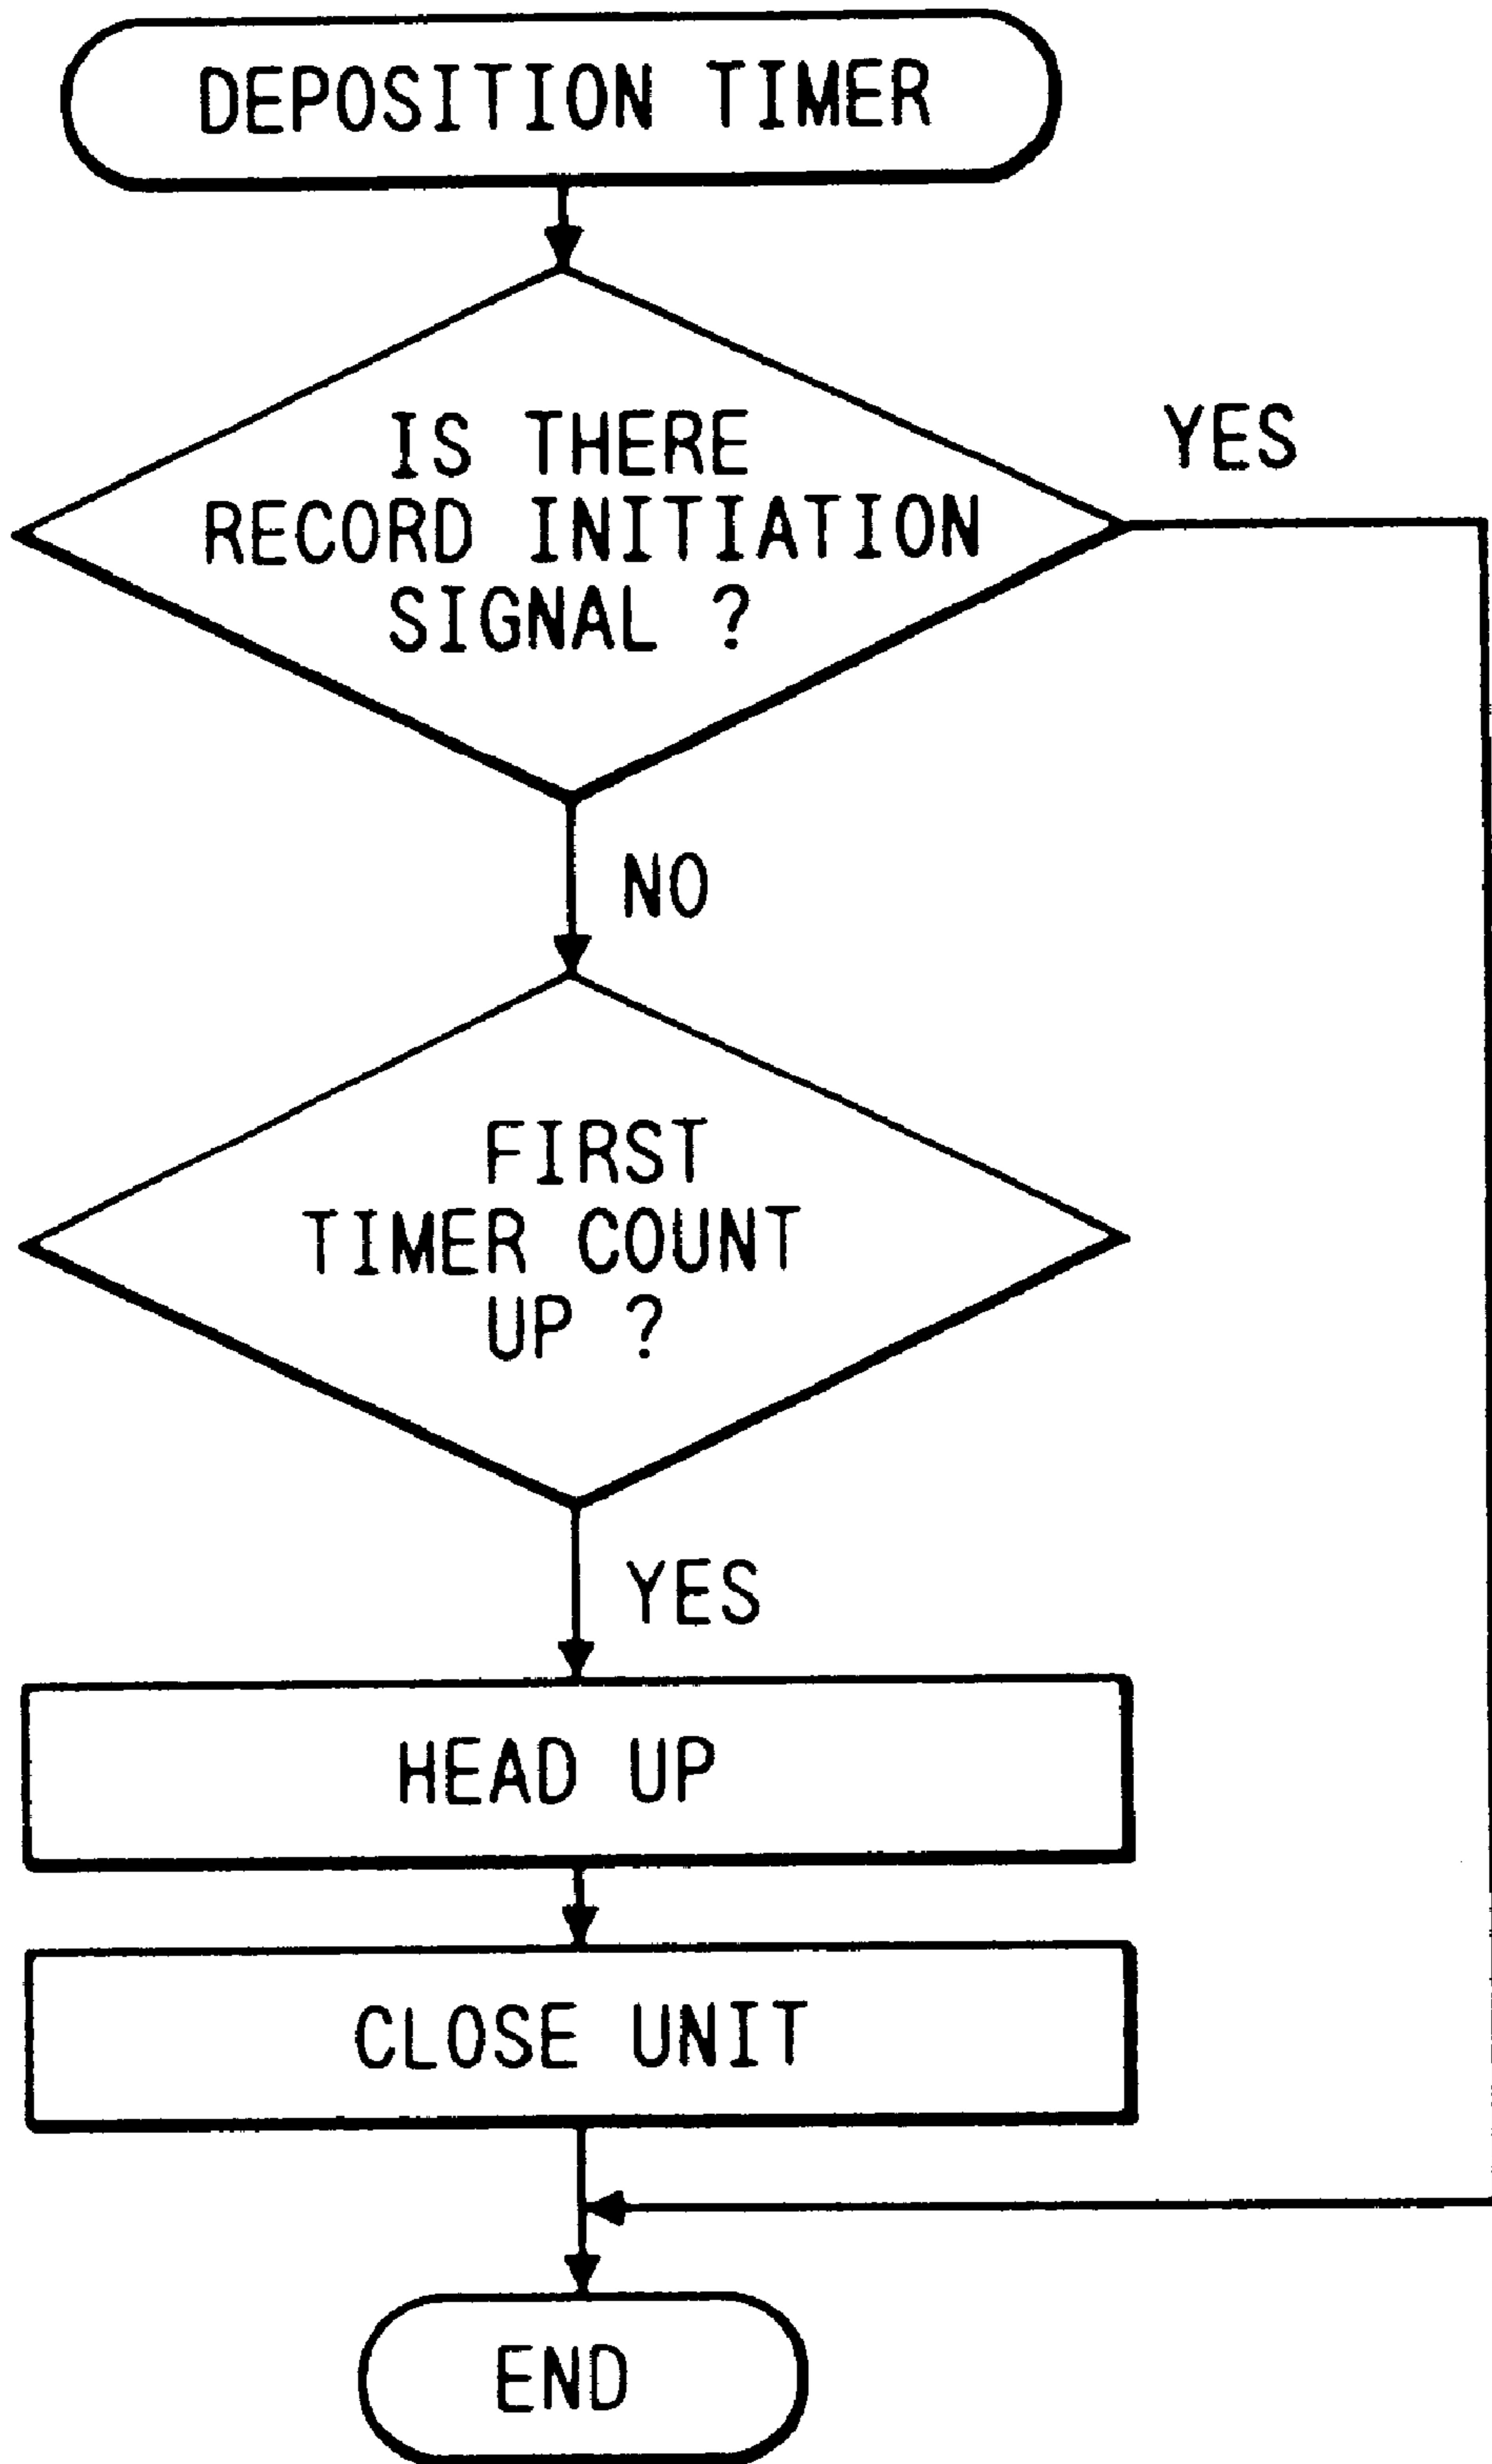 DEPOSITION TIMER
IS THERE
RECORD INITIATION
SIGNAL ?
YES
NO
FIRST
TIMER COUNT
UP ?
YES
HEAD UP
CLOSE UNIT
END